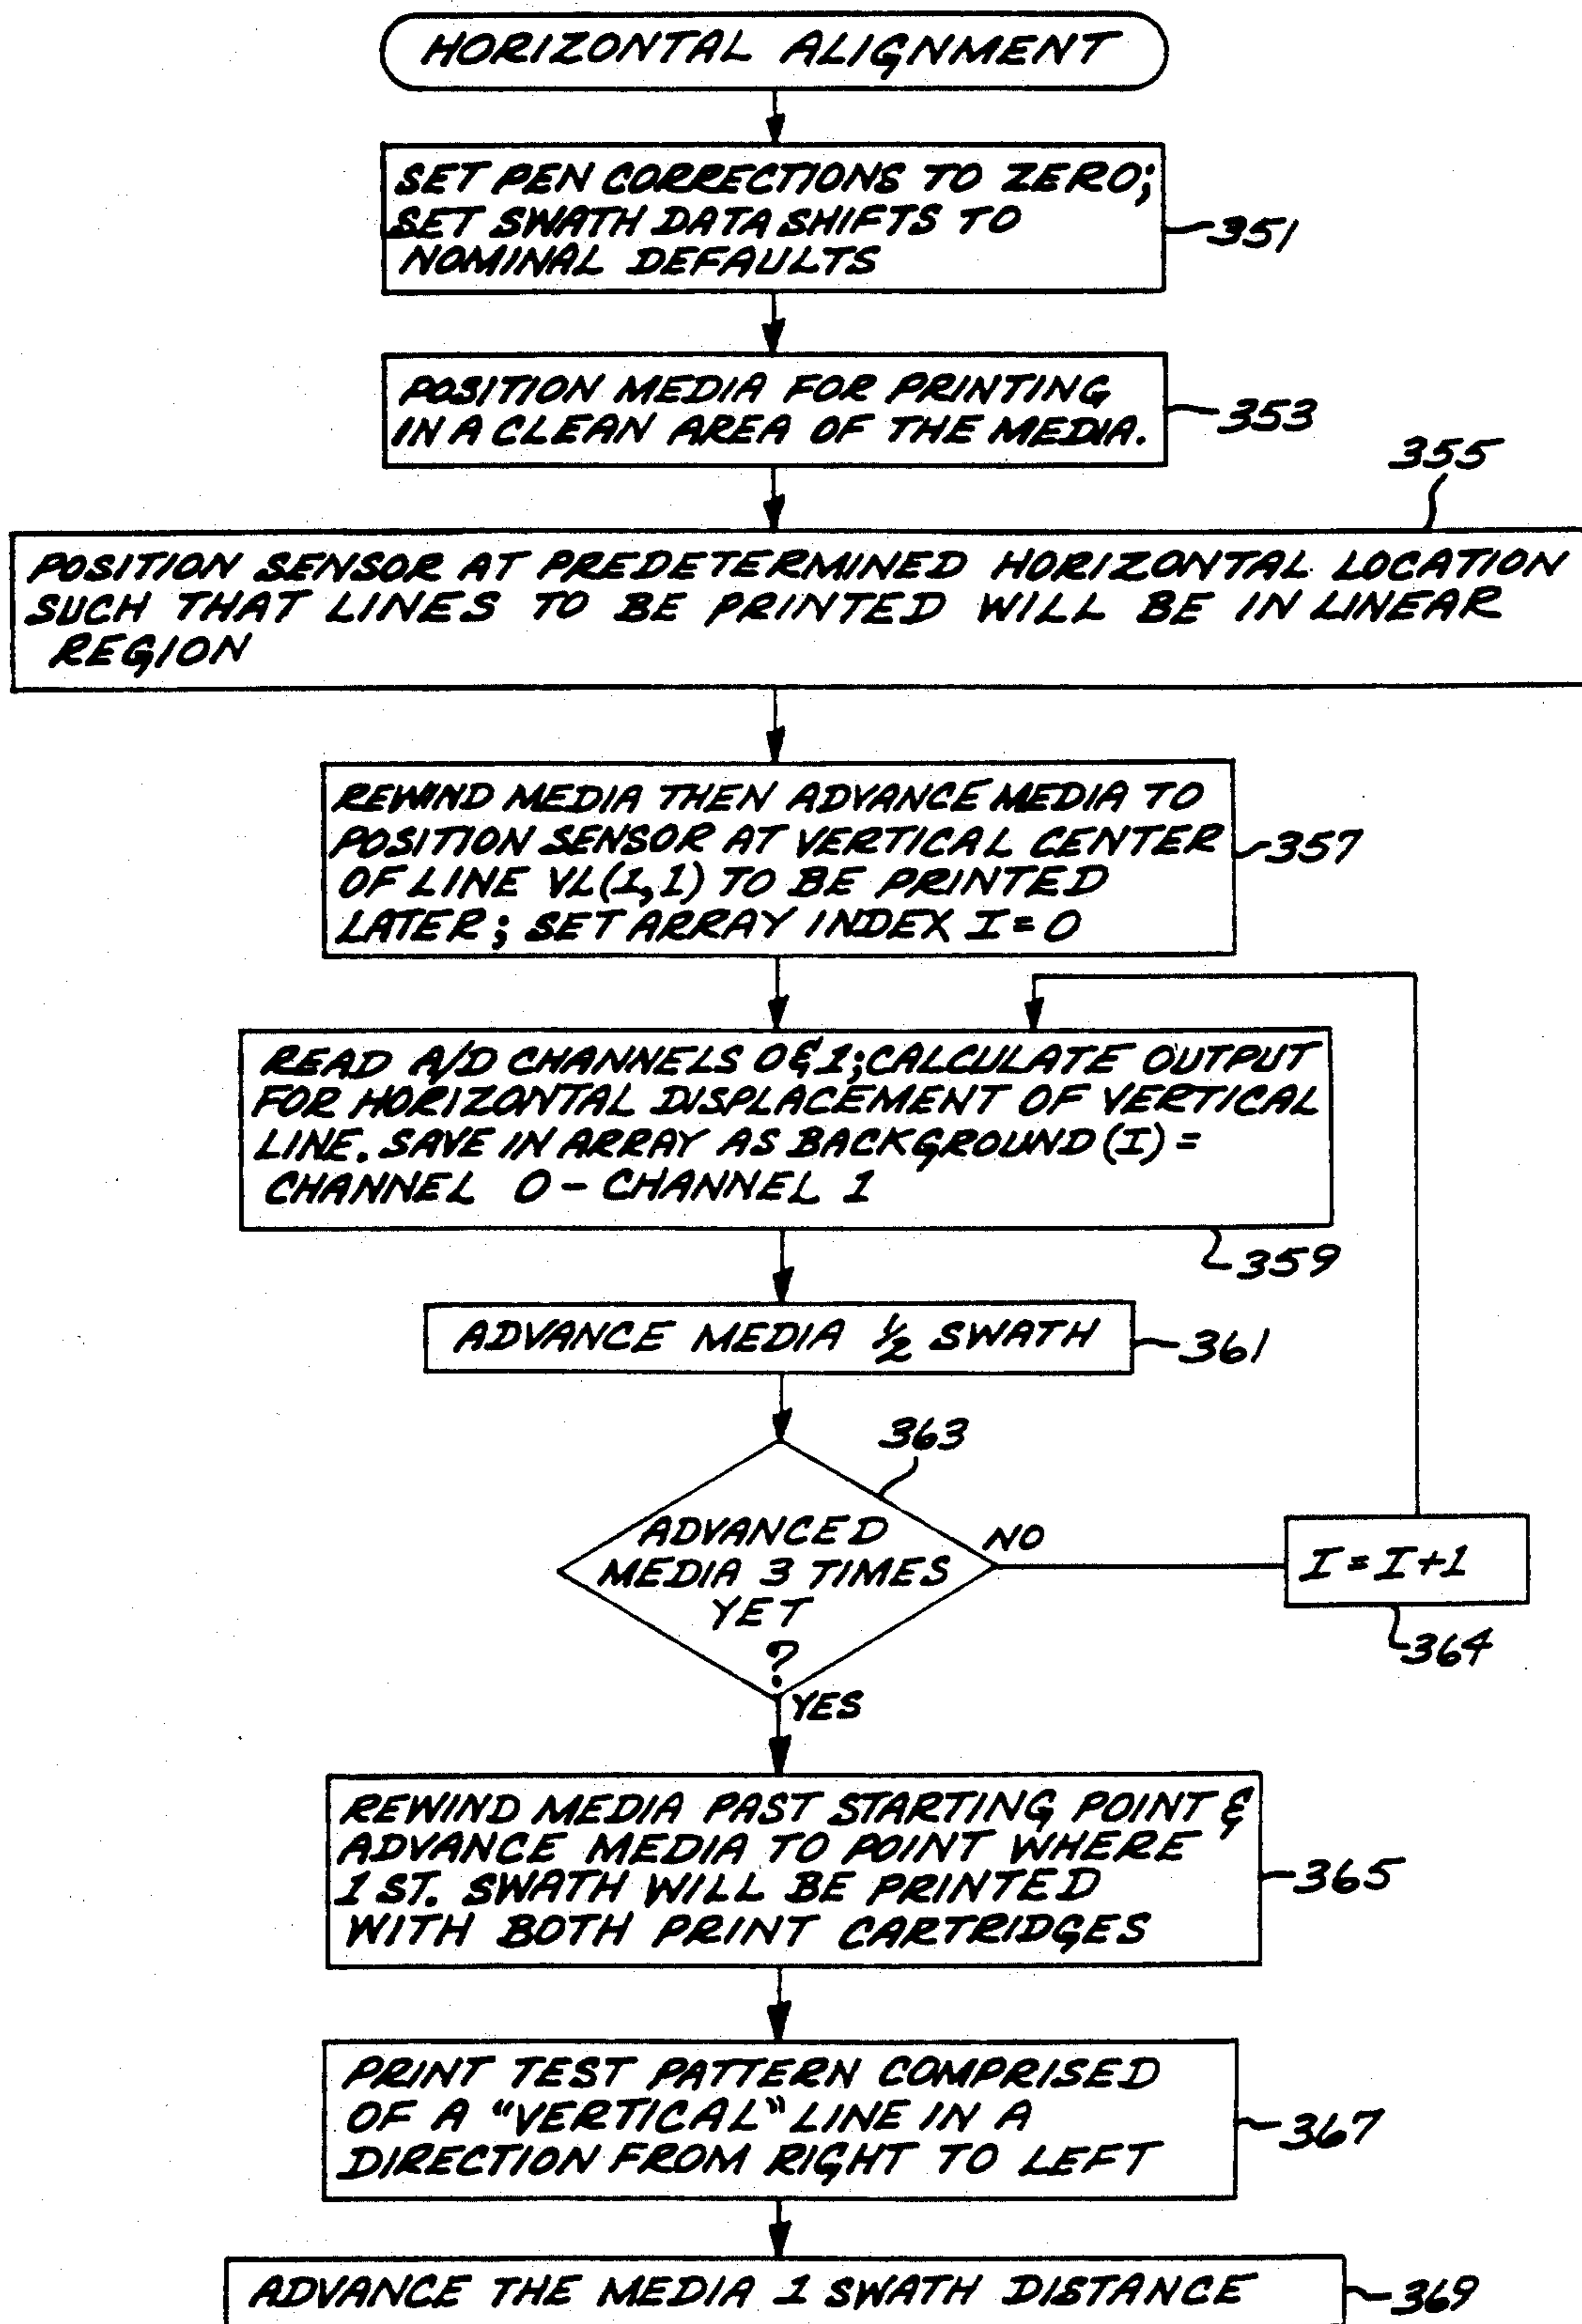 HORIZONTAL ALIGNMENT
SET PEN CORRECTIONS TO ZERO;
SET SWATH DATA SHIFTS TO
NOMINAL DEFAULTS
351
POSITION MEDIA FOR PRINTING
IN A CLEAN AREA OF THE MEDIA.
353
355
POSITION SENSOR AT PREDETERMINED HORIZONTAL LOCATION
SUCH THAT LINES TO BE PRINTED WILL BE IN LINEAR
REGION
REWIND MEDIA THEN ADVANCE MEDIA TO
POSITION SENSOR AT VERTICAL CENTER
OF LINE VL(1,1) TO BE PRINTED
LATER; SET ARRAY INDEX I=0
357
READ A/D CHANNELS 0&1;CALCULATE OUTPUT
FOR HORIZONTAL DISPLACEMENT OF VERTICAL
LINE. SAVE IN ARRAY AS BACKGROUND(I)=
CHANNEL 0 - CHANNEL 1
359
ADVANCE MEDIA ½ SWATH
361
363
ADVANCED
MEDIA 3 TIMES
YET
?
NO
I=I+1
364
YES
REWIND MEDIA PAST STARTING POINT &
ADVANCE MEDIA TO POINT WHERE
1 ST. SWATH WILL BE PRINTED
WITH BOTH PRINT CARTRIDGES
365
PRINT TEST PATTERN COMPRISED
OF A "VERTICAL" LINE IN A
DIRECTION FROM RIGHT TO LEFT
367
ADVANCE THE MEDIA 1 SWATH DISTANCE
369